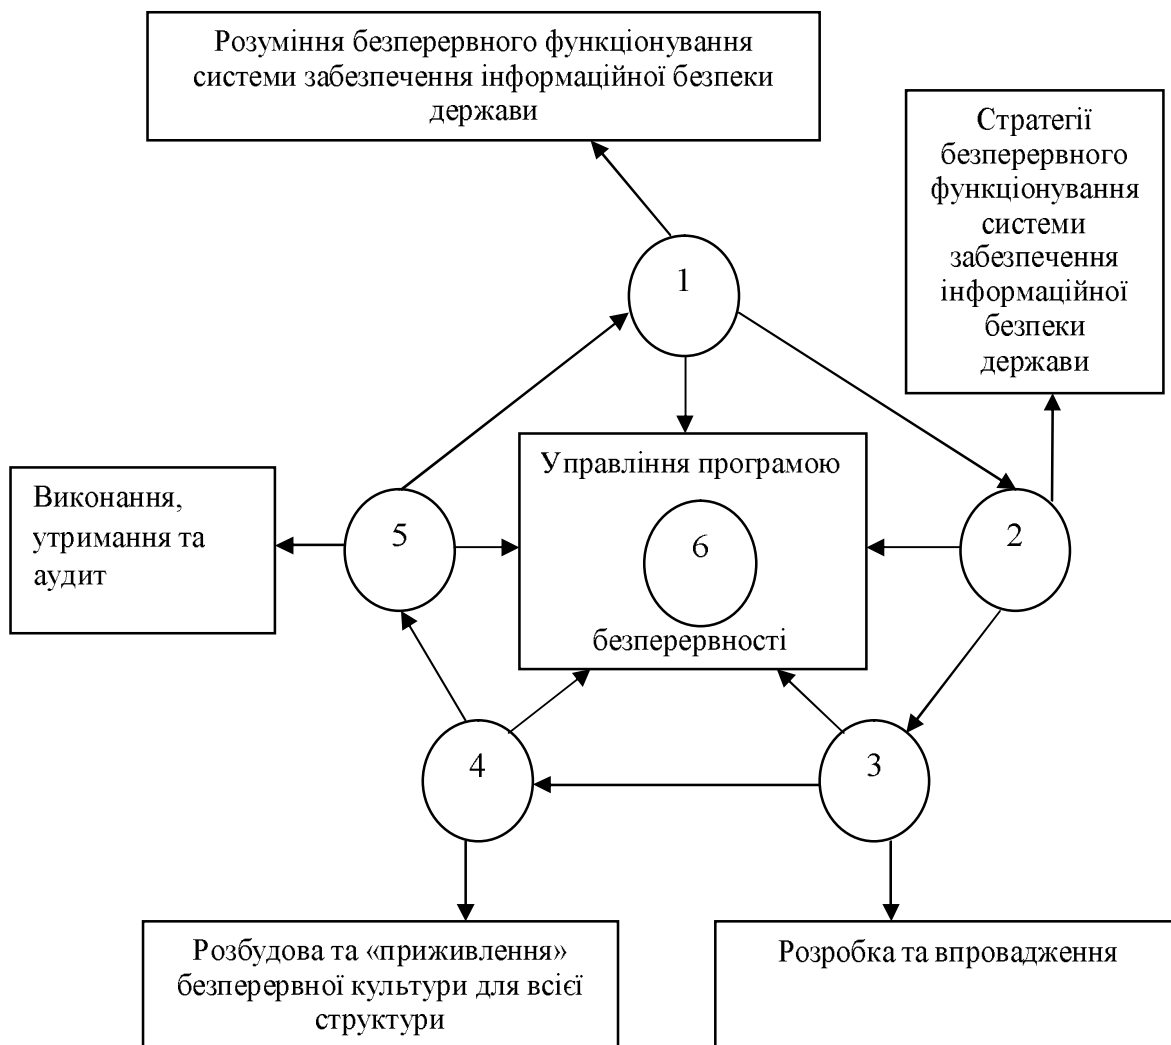 Розуміння безперервного функціонування
системи забезпечення інформаційної безпеки
держави
Стратегії
безперервного
функціонування
системи
забезпечення
інформаційної
безпеки
держави
1
Управління програмою
Виконання,
утримання та
аудит
5
6
2
безперервності
4
3
Розбудова та «приживлення»
безперервної культури для всієї
структури
Розробка та впровадження